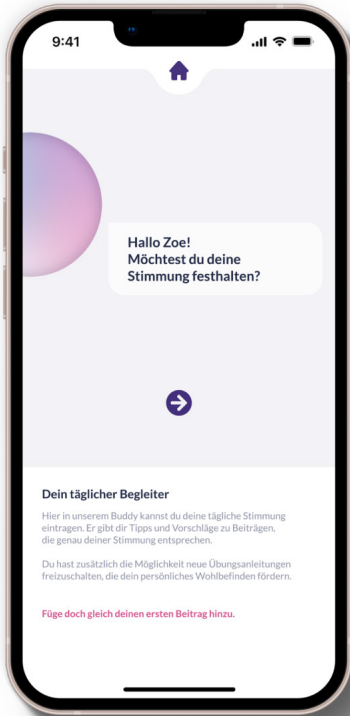 9:41
Hallo Zoe!
Möchtest du deine
Stimmung festhalten?
Dein täglicher Begleiter
Hier in unserem Buddy kannst du deine tägliche Stimmung
eintragen. Er gibt dir Tipps und Vorschläge zu Beiträgen,
die genau deiner Stimmung entsprechen.
Du hast zusätzlich die Möglichkeit neue Übungsanleitungen
freizuschalten, die dein persönliches Wohlbefinden fördern.
Füge doch gleich deinen ersten Beitrag hinzu.